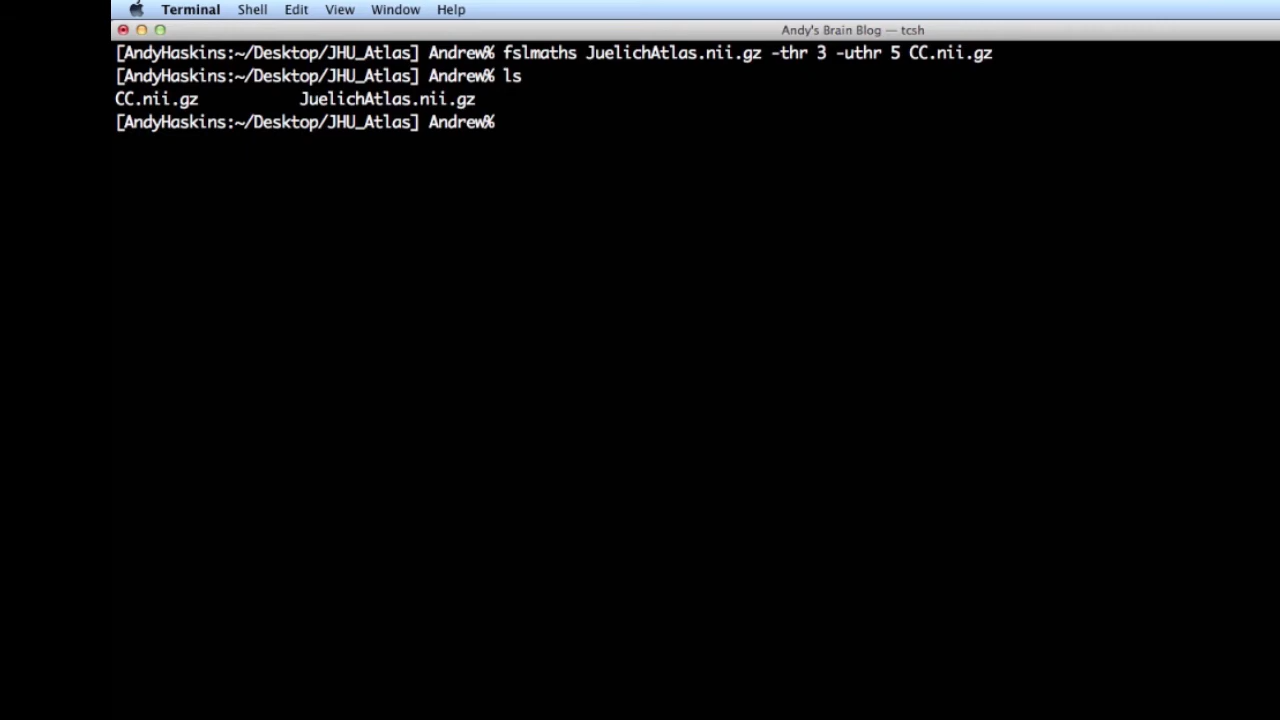 Terminal Shell Edit View Window Help
Andy's Brain Blog — tcsh
[AndyHaskins:~/Desktop/JHU_Atlas] Andrew% fslmaths JuelichAtlas.nii.gz -thr 3 -uthr 5 CC.nii.gz
[AndyHaskins:~/Desktop/JHU_Atlas] Andrew% ls
CC.nii.gz JuelichAtlas.nii.gz
[AndyHaskins:~/Desktop/JHU_Atlas] Andrew%